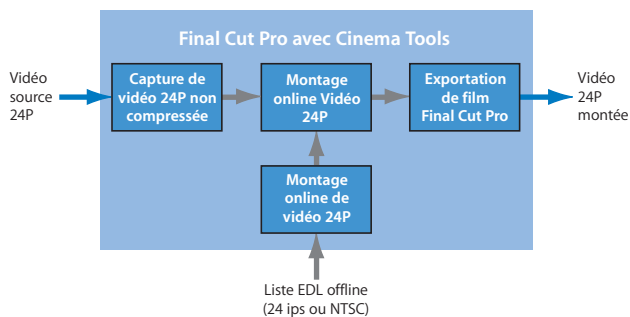 Final Cut Pro avec Cinema Tools
Vidéo
source
24P
Capture de
vidéo 24P non
compressée
Montage
online Vidéo
24P
Exportation
de film
Final Cut Pro
Vidéo
24P
montée
Montage
online de
vidéo 24P
Liste EDL offline
(24 ips ou NTSC)